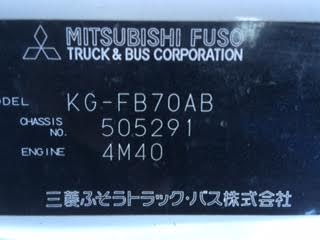 MITSUBISHI FUSO
TRUCK & BUS CORPORATION
ODEL KG-FB70AB
CHASSIS NO. 505291
ENGINE 4M40
三菱ふそうトラック・バス株式会社